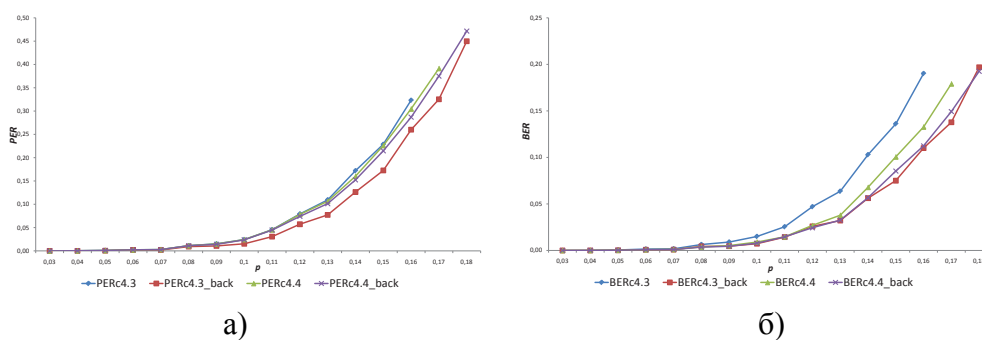 0,50
0,45
0,40
0,35
0,30
0,25
0,20
0,15
0,10
0,05
0,00
PER
0,03 0,04 0,05 0,06 0,07 0,08 0,09 0,1 0,11 0,12 0,13 0,14 0,15 0,16 0,17 0,18
p
PERc4.3 PERc4.3_back PERc4.4 PERc4.4_back
а)
0,25
0,20
0,15
0,10
0,05
0,00
BER
0,03 0,04 0,05 0,06 0,07 0,08 0,09 0,1 0,11 0,12 0,13 0,14 0,15 0,16 0,17 0,1
p
BERc4.3 BERc4.3_back BERc4.4 BERc4.4_back
б)